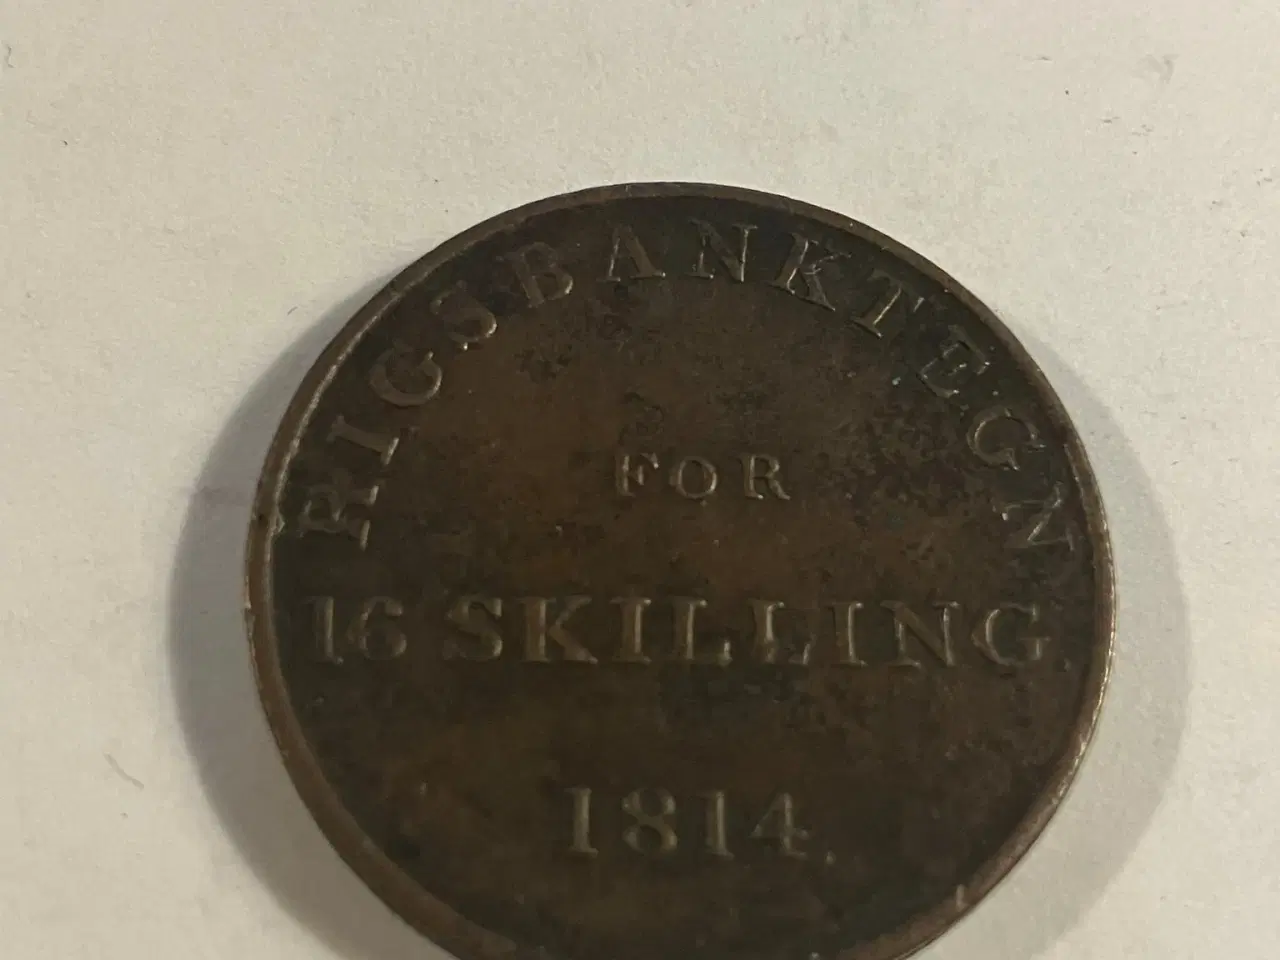 RIGSBANKTEGN
FOR
16 SKILLING.
1814.